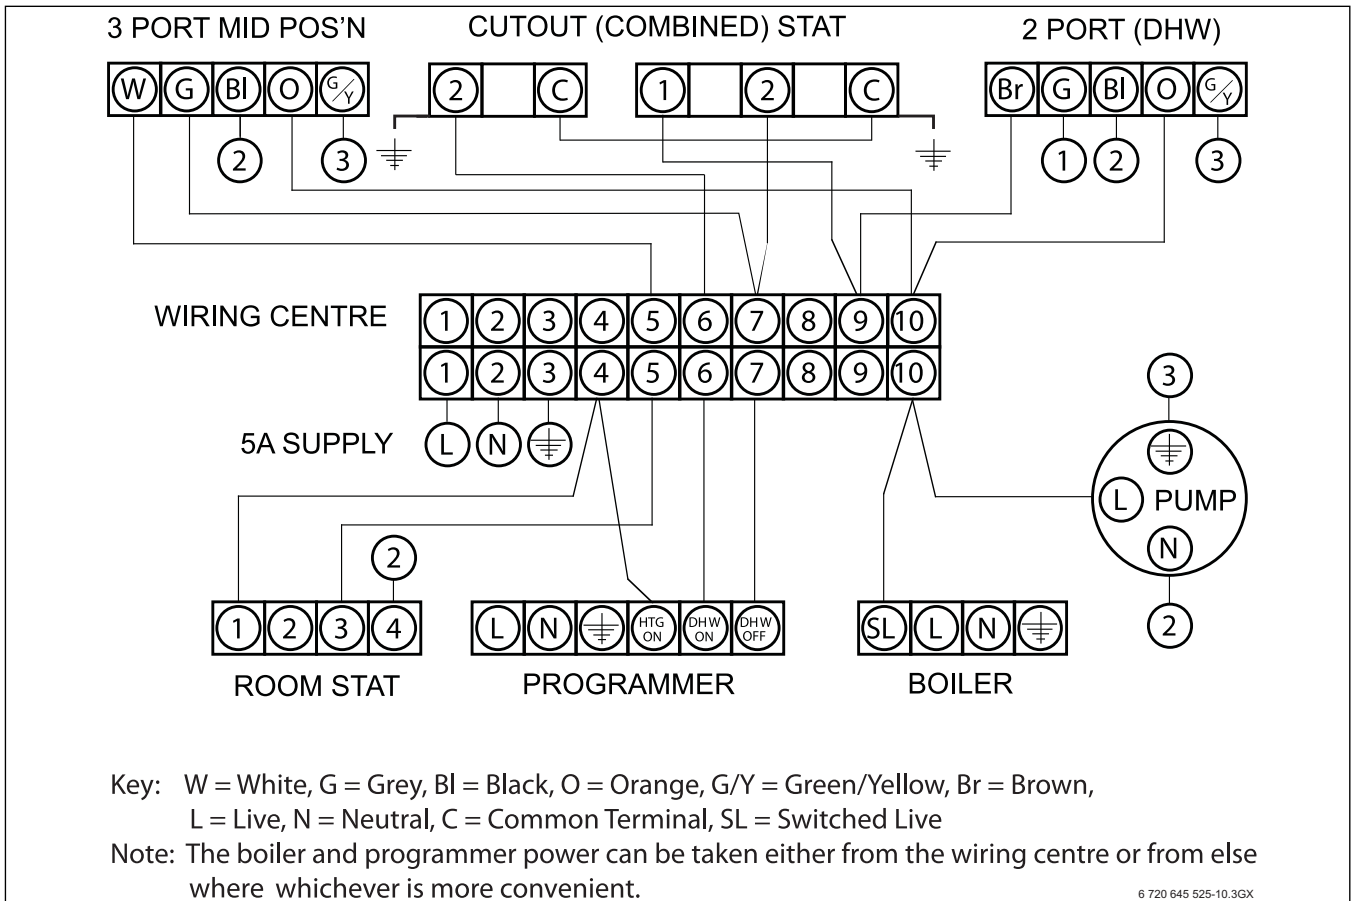 3 PORT MID POS'N CUTOUT (COMBINED) STAT 2 PORT (DHW)
W G Bl O G/Y 2 C 1 2 C Br G Bl O G/Y
2 3 1 2 3
WIRING CENTRE 1 2 3 4 5 6 7 8 9 10
1 2 3 4 5 6 7 8 9 10
3
5A SUPPLY L N
L PUMP
N
2
1 2 3 4 L N HTG ON DHW ON DHW OFF SL L N 2
ROOM STAT PROGRAMMER BOILER
Key: W = White, G = Grey, Bl = Black, O = Orange, G/Y = Green/Yellow, Br = Brown,
L = Live, N = Neutral, C = Common Terminal, SL = Switched Live
Note: The boiler and programmer power can be taken either from the wiring centre or from else
where whichever is more convenient.
6 720 645 525-10.3GX